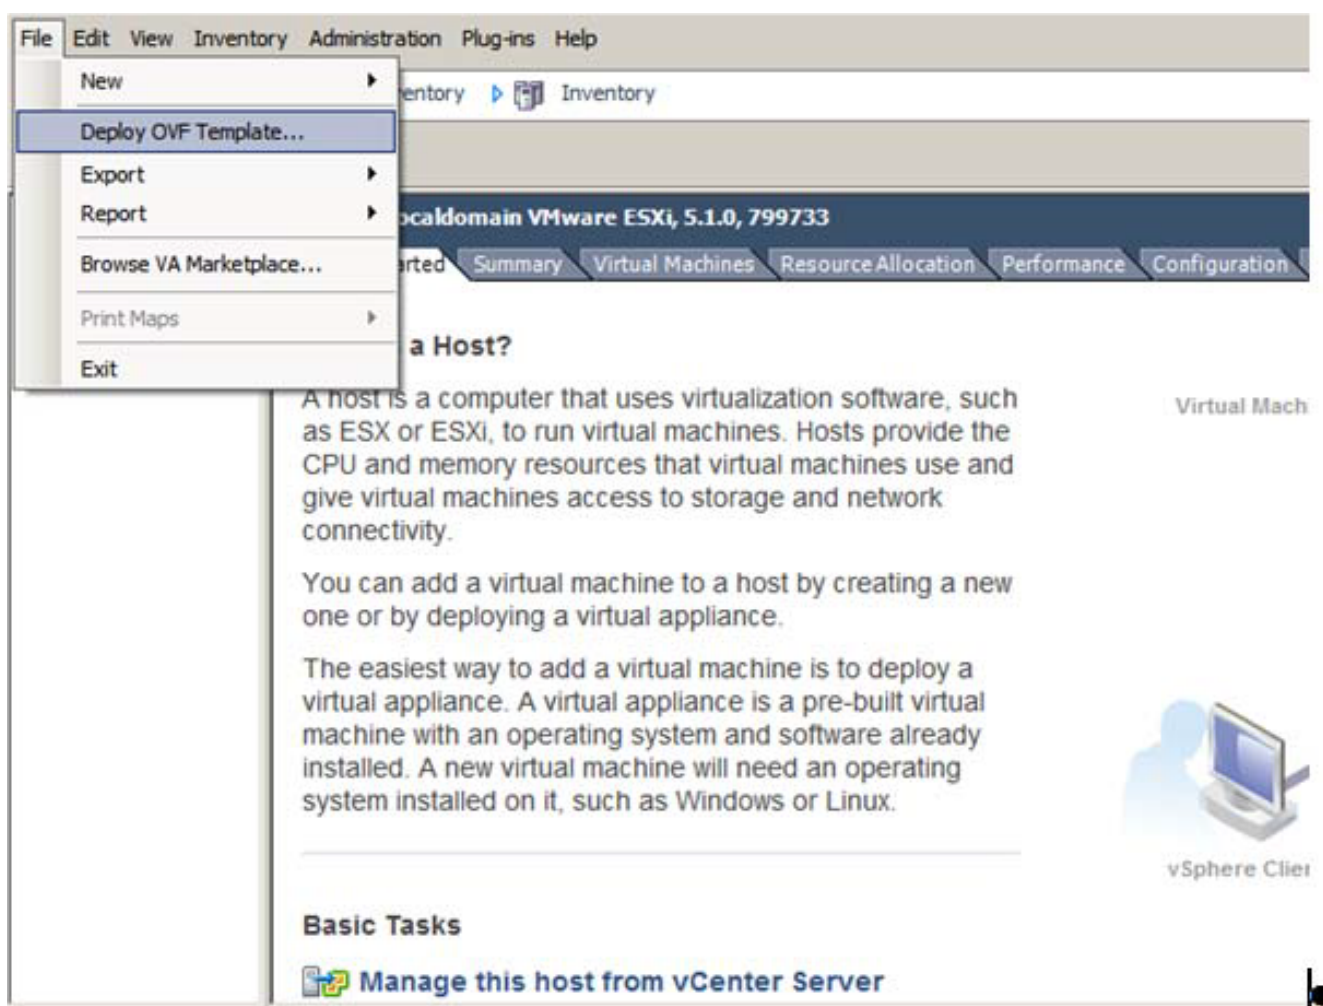 File Edit View Inventory Administration Plug-ins Help
New
entory Inventory
Deploy OVF Template...
Export
Report
ocaldomain VMware ESXi, 5.1.0, 799733
Browse VA Marketplace...
arted Summary Virtual Machines Resource Allocation Performance Configuration
Print Maps
a Host?
Exit
A host is a computer that uses virtualization software, such
as ESX or ESXi, to run virtual machines. Hosts provide the
CPU and memory resources that virtual machines use and
give virtual machines access to storage and network
connectivity.
Virtual Mach
You can add a virtual machine to a host by creating a new
one or by deploying a virtual appliance.
The easiest way to add a virtual machine is to deploy a
virtual appliance. A virtual appliance is a pre-built virtual
machine with an operating system and software already
installed. A new virtual machine will need an operating
system installed on it, such as Windows or Linux.
vSphere Clier
Basic Tasks
Manage this host from vCenter Server